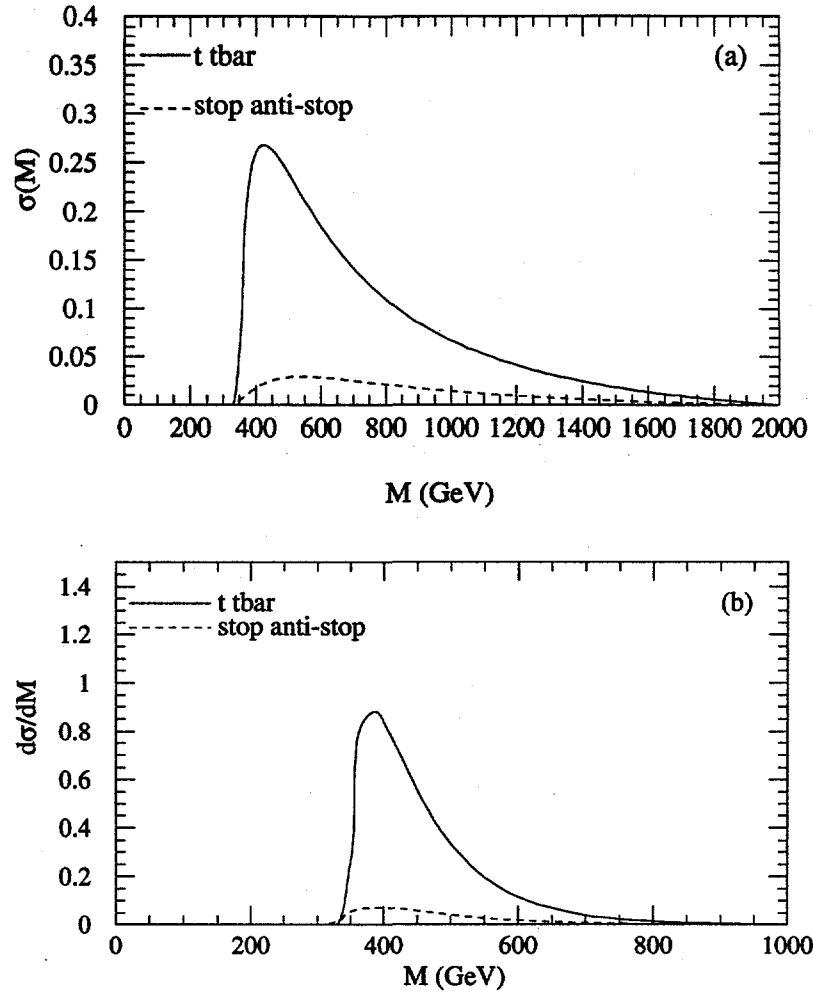 0.4
t tbar (a)
0.35
0.3
stop anti-stop
0.25
σ(M)
0.2
0.15
0.1
0.05
0
0 200 400 600 800 1000 1200 1400 1600 1800 2000
M (GeV)
1.4
t tbar (b)
stop anti-stop
1.2
1
dσ/dM
0.8
0.6
0.4
0.2
0
0 200 400 600 800 1000
M (GeV)